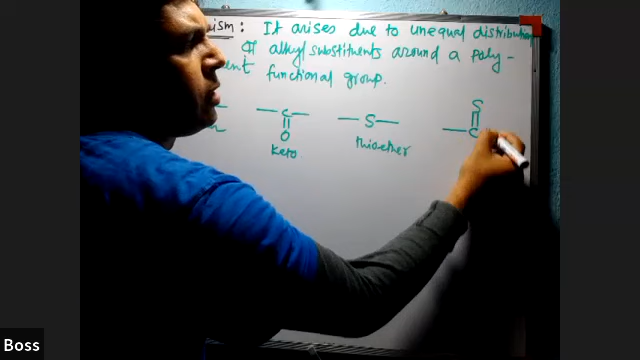 ism : It arises due to unequal distribution
of alkyl substituents around a poly-
ent functional group.
S
||
— C — — S — — C
||
O
keto thioether
Boss